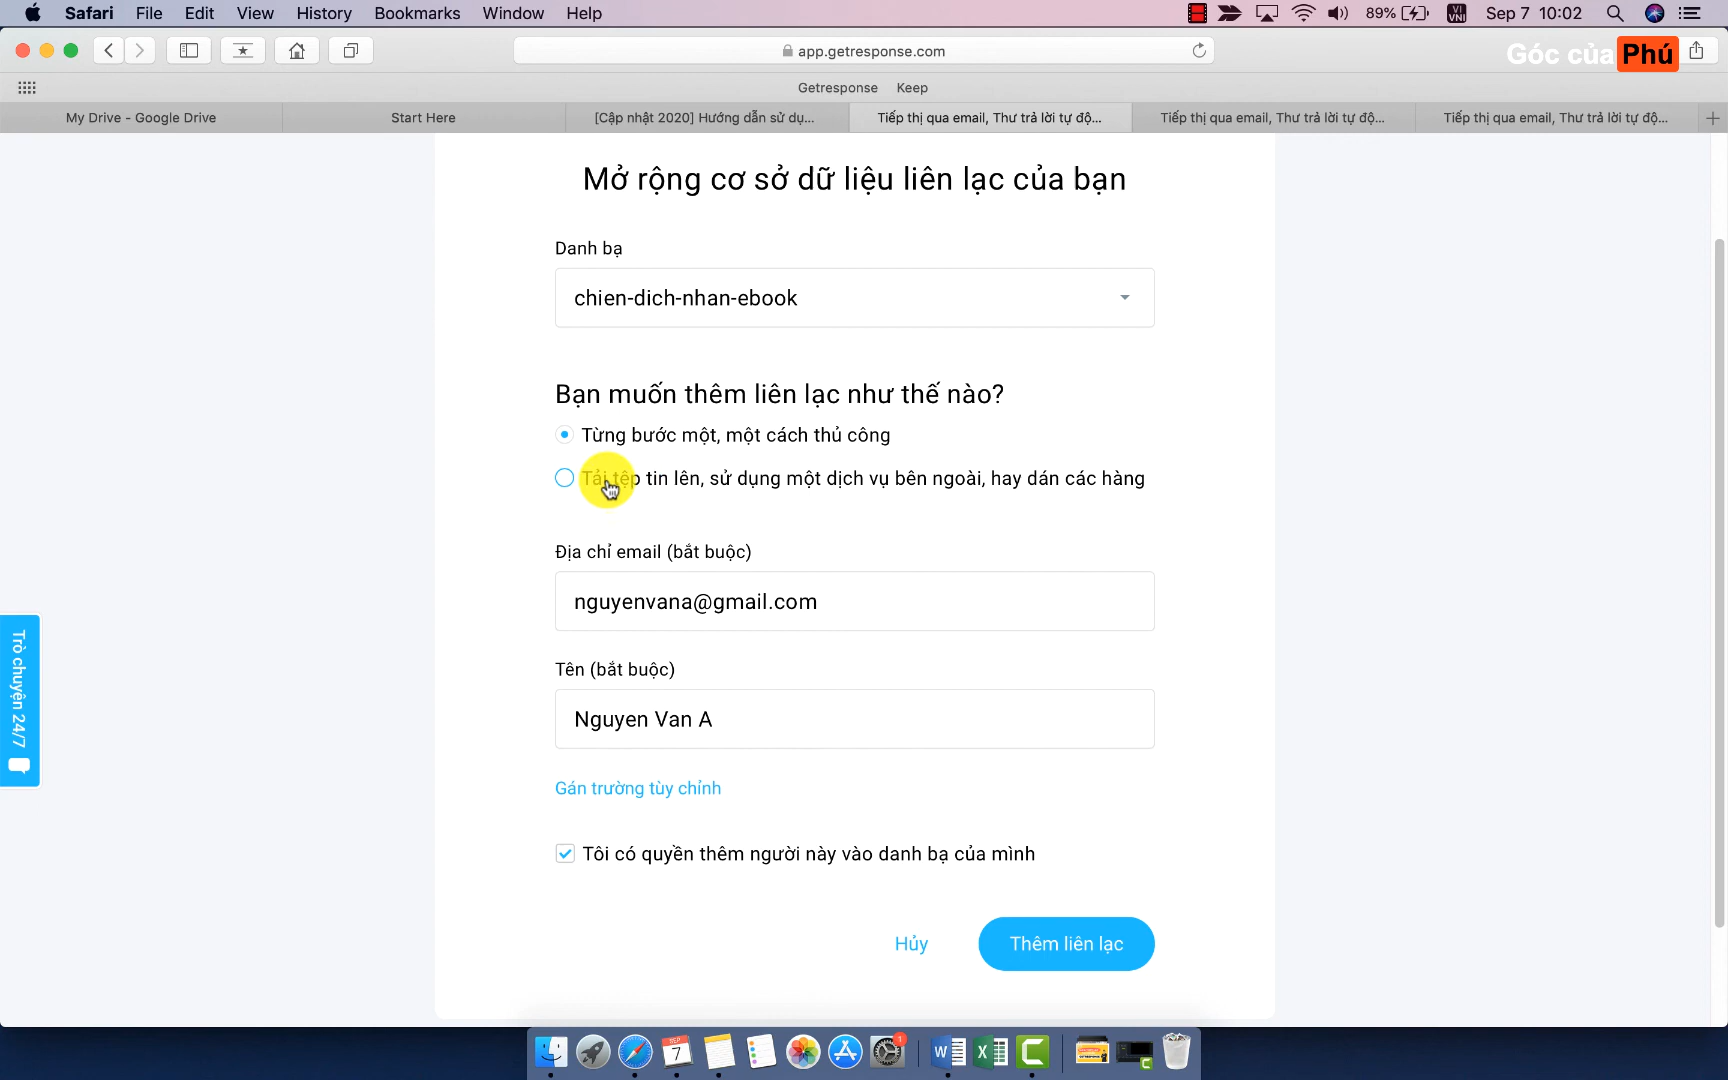 Safari File Edit View History Bookmarks Window Help 89% VI VNI Sep 7 10:02
app.getresponse.com
Góc của Phú
Getresponse Keep
My Drive - Google Drive
Start Here
[Cập nhật 2020] Hướng dẫn sử dụ...
Tiếp thị qua email, Thư trả lời tự độ...
Tiếp thị qua email, Thư trả lời tự độ...
Tiếp thị qua email, Thư trả lời tự độ...
Mở rộng cơ sở dữ liệu liên lạc của bạn
Danh bạ
chien-dich-nhan-ebook
Bạn muốn thêm liên lạc như thế nào?
Từng bước một, một cách thủ công
Tải tệp tin lên, sử dụng một dịch vụ bên ngoài, hay dán các hàng
Địa chỉ email (bắt buộc)
nguyenvana@gmail.com
Tên (bắt buộc)
Nguyen Van A
Gán trường tùy chỉnh
Tôi có quyền thêm người này vào danh bạ của mình
Hủy
Thêm liên lạc
Trò chuyện 24/7
SEP
7
1
W
X
C